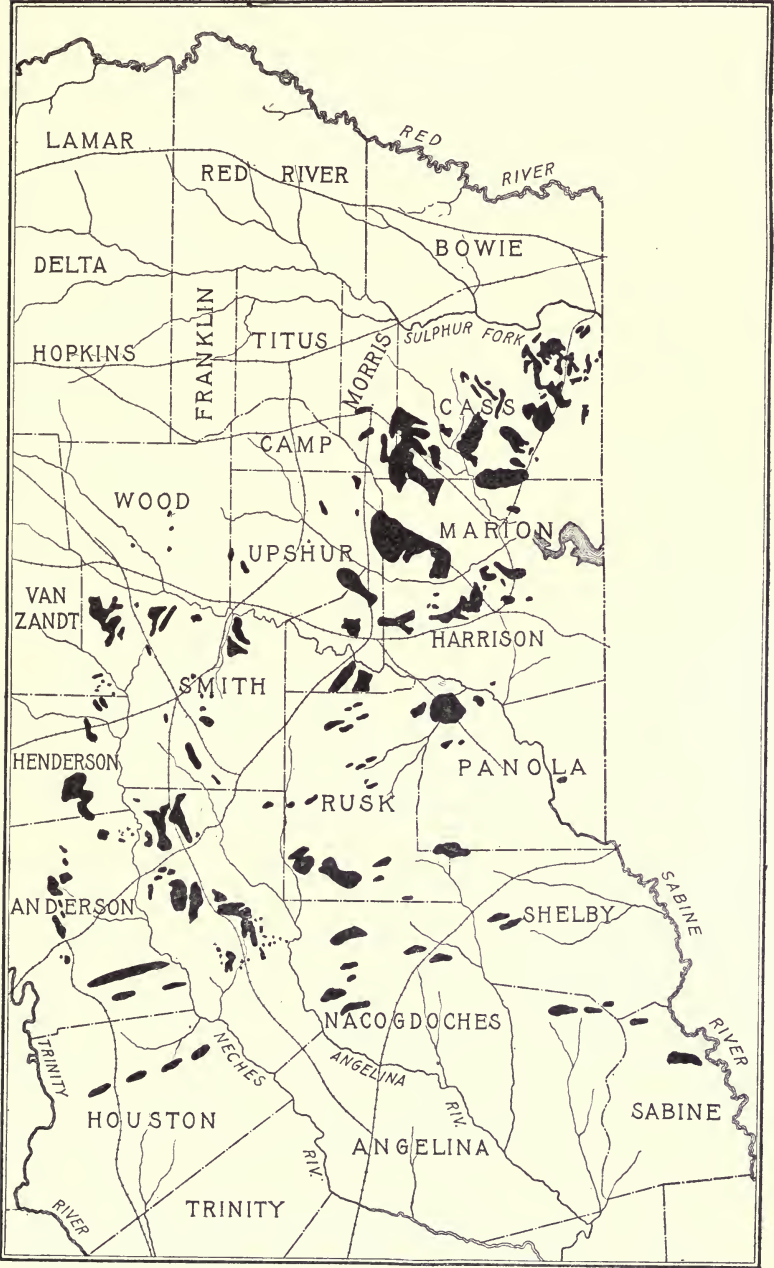 RED
LAMAR
RED RIVER
RIVER
BOWIE
DELTA
FRANKLIN
TITUS
SULPHUR FORK
HOPKINS
MORRIS
CASS
CAMP
WOOD
MARION
UPSHUR
VAN
ZANDT
HARRISON
SMITH
HENDERSON
PANOLA
RUSK
SABINE
RIVER
ANDERSON
SHELBY
NACOGDOCHES
TRINITY
RIVER
NECHES
RIV.
ANGELINA
RIV.
HOUSTON
SABINE
ANGELINA
TRINITY